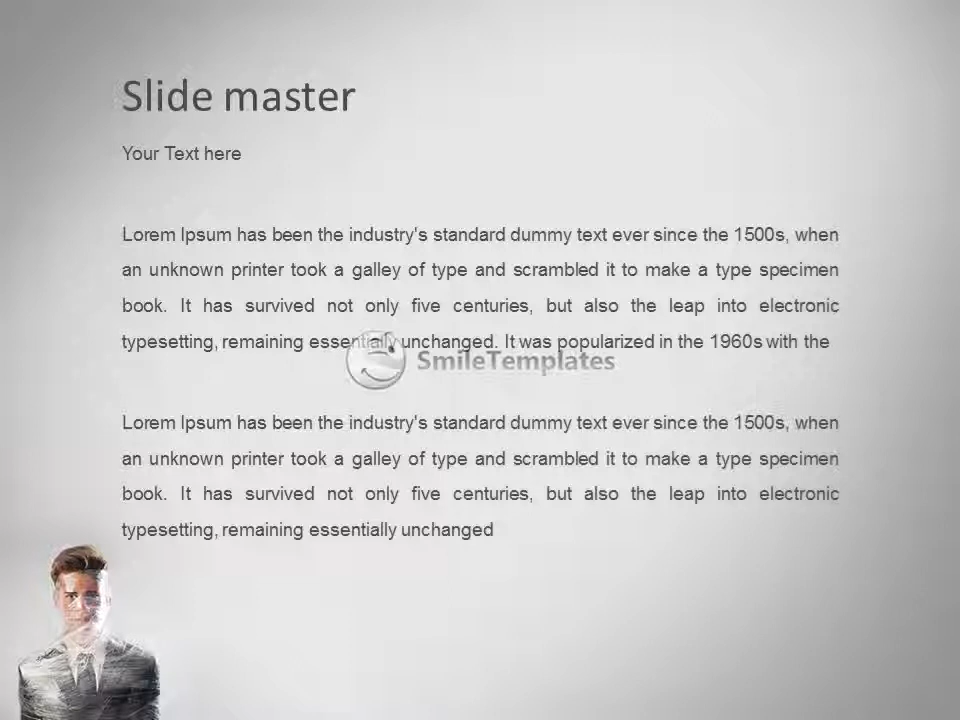 Slide master
Your Text here
Lorem Ipsum has been the industry's standard dummy text ever since the 1500s, when
an unknown printer took a galley of type and scrambled it to make a type specimen
book. It has survived not only five centuries, but also the leap into electronic
typesetting, remaining essentially unchanged. It was popularized in the 1960s with the
SmileTemplates
Lorem Ipsum has been the industry's standard dummy text ever since the 1500s, when
an unknown printer took a galley of type and scrambled it to make a type specimen
book. It has survived not only five centuries, but also the leap into electronic
typesetting, remaining essentially unchanged